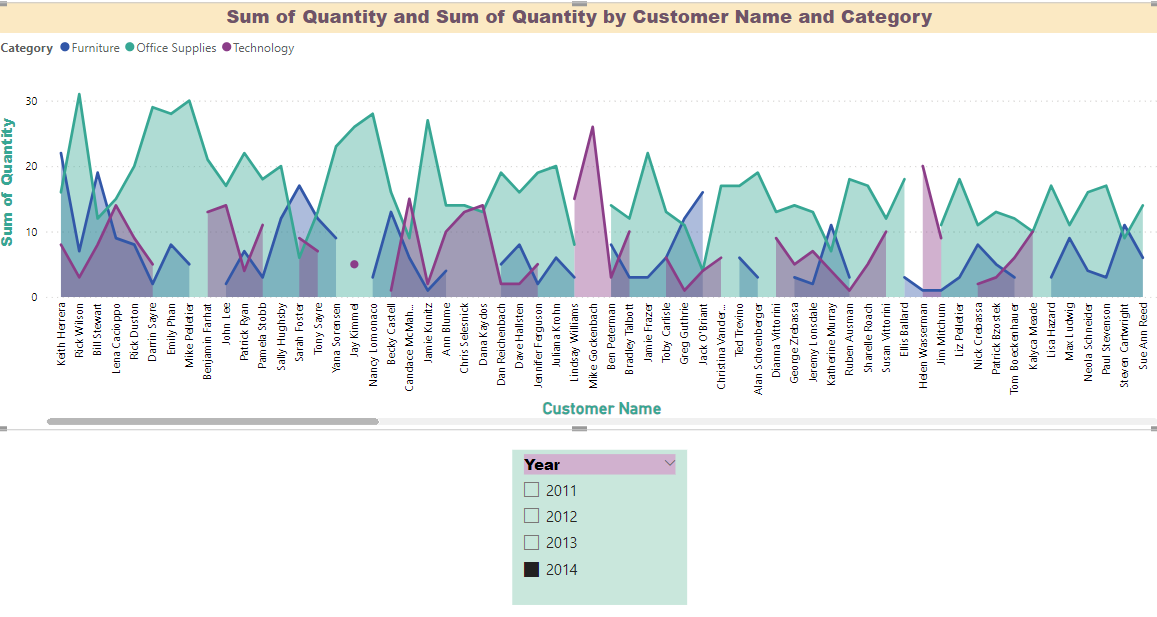 Sum of Quantity and Sum of Quantity by Customer Name and Category
Category Furniture Office Supplies Technology
Sum of Quantity
30
20
10
0
Keith Herrera
Rick Wilson
Bill Stewart
Lena Cacioppo
Rick Duston
Darrin Sayre
Emily Phan
Mike Pelletier
Benjamin Farhat
John Lee
Patrick Ryan
Pamela Stobb
Sally Hughsby
Sarah Foster
Tony Sayre
Yana Sorensen
Jay Kimmel
Nancy Lomonaco
Becky Castell
Candace McMah...
Jamie Kunitz
Ann Blume
Chris Selesnick
Dana Kaydos
Dan Reichenbach
Dave Hallsten
Jennifer Ferguson
Juliana Krohn
Lindsay Williams
Mike Gockenbach
Ben Peterman
Bradley Talbott
Jamie Frazer
Toby Carlisle
Greg Guthrie
Jack O'Briant
Christina Vander...
Ted Trevino
Alan Schoenberger
Dianna Vittorini
George Zrebassa
Jeremy Lonsdale
Katherine Murray
Ruben Ausman
Sharelle Roach
Susan Vittorini
Ellis Ballard
Helen Wasserman
Jim Mitchum
Liz Pelletier
Nick Crebassa
Patrick Bzostek
Tom Boeckenhauer
Kalyca Meade
Lisa Hazard
Max Ludwig
Neola Schneider
Paul Stevenson
Steven Cartwright
Sue Ann Reed
Customer Name
Year
2011
2012
2013
2014